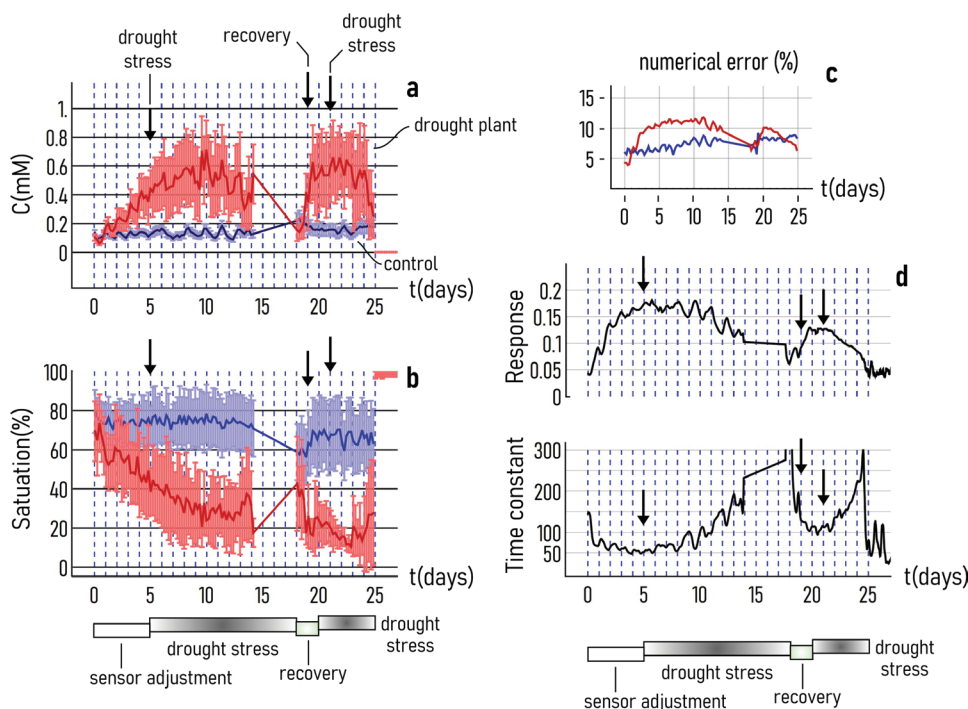 drought
stress
recovery
drought
stress
a
1
0.8
0.6
0.4
0.2
0
C(mM)
drought plant
control
0 5 10 15 20 25
t(days)
b
100
80
60
40
20
0
Satuation(%)
0 5 10 15 20 25
t(days)
drought stress
drought
stress
sensor adjustment
recovery
numerical error (%)
c
15
10
5
0 5 10 15 20 25
t(days)
d
0.2
0.15
0.1
0.05
0
Response
300
200
100
50
Time constant
0 5 10 15 20 25
t(days)
drought stress
drought
stress
sensor adjustment
recovery